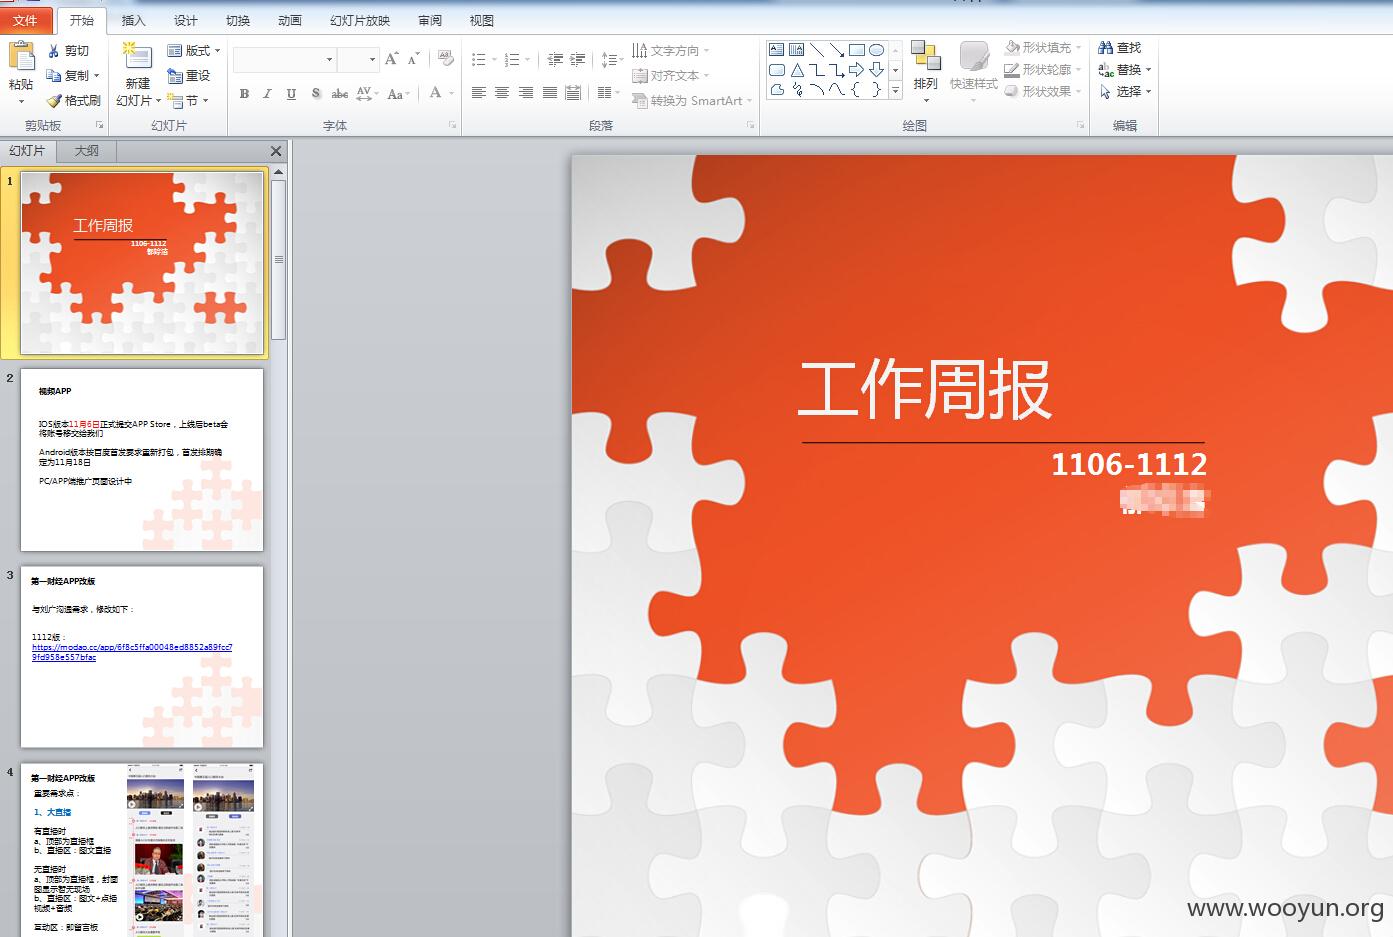 文件 开始 插入 设计 切换 动画 幻灯片放映 审阅 视图
剪切 版式 文字方向 形状填充 查找
复制 重设 对齐文本 形状轮廓 替换
粘贴 格式刷 新建 幻灯片 节 转换为 SmartArt 排列 快速样式 形状效果 选择
B I U S abc AV Aa A
剪贴板 幻灯片 字体 段落 绘图 编辑
幻灯片 大纲
1
工作周报
1106-1112
2
视频APP
IOS版本11月6日正式提交APP Store，上线后beta会
将账号移交给我们
Android版本按百度首发要求重新打包，首发排期确
定为11月18日
PC/APP端推广页面设计中
3
第一财经APP改版
与刘广沟通需求，修改如下：
1112版：
https://modao.cc/app/6f8c5ffa00048ed8852a89fcc7
9fd958e557bfac
4
第一财经APP改版
重要需求点：
1、大直播
有直播时
a、顶部为直播框
b、直播区：图文直播
无直播时
a、顶部为直播框，封面
图显示暂无现场
b、直播区：图文+点播
视频+音频
互动区：即留言板
工作周报
1106-1112
www.wooyun.org